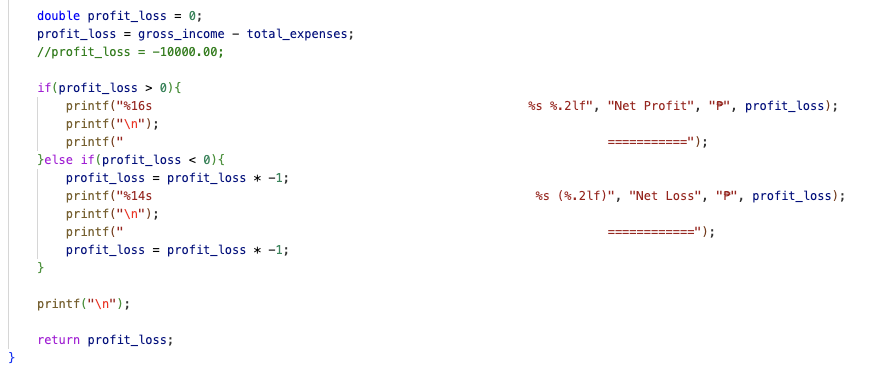 double profit_loss = 0;
profit_loss = gross_income - total_expenses;
//profit_loss = -10000.00;
if(profit_loss > 0){
printf("%16s                                                    %s %.2lf", "Net Profit", "₱", profit_loss);
printf("\n");
printf("                                                                   ===========");
}else if(profit_loss < 0){
profit_loss = profit_loss * -1;
printf("%14s                                                     %s (%.2lf)", "Net Loss", "₱", profit_loss);
printf("\n");
printf("                                                                   ============");
profit_loss = profit_loss * -1;
}
printf("\n");
return profit_loss;
}